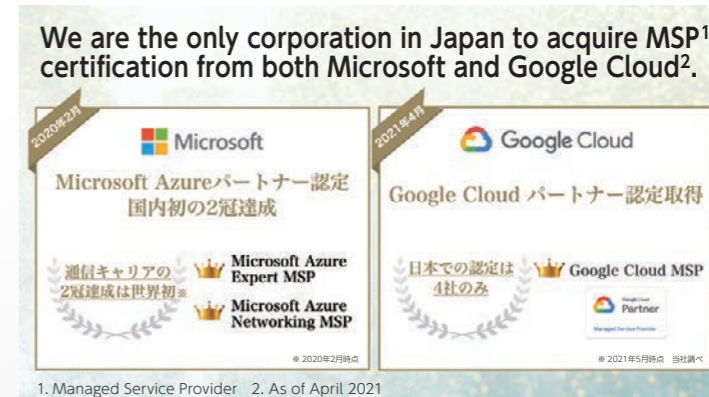 We are the only corporation in Japan to acquire MSP1
certification from both Microsoft and Google Cloud2.
2020年2月
Microsoft
Microsoft Azureパートナー認定
国内初の2冠達成
通信キャリアの
2冠達成は世界初※
Microsoft Azure
Expert MSP
Microsoft Azure
Networking MSP
※ 2020年2月時点
2021年4月
Google Cloud
Google Cloud パートナー認定取得
日本での認定は
4社のみ
Google Cloud MSP
Google Cloud
Partner
Managed Service Provider
※ 2021年5月時点 当社調べ
1. Managed Service Provider 2. As of April 2021